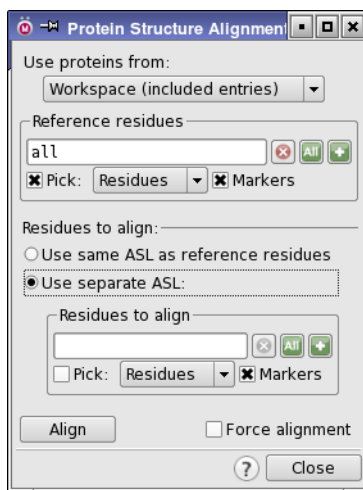 Protein Structure Alignment
Use proteins from:
Workspace (included entries)
Reference residues
all
All
Pick: Residues Markers
Residues to align:
Use same ASL as reference residues
Use separate ASL:
Residues to align
All
Pick: Residues Markers
Align Force alignment
? Close